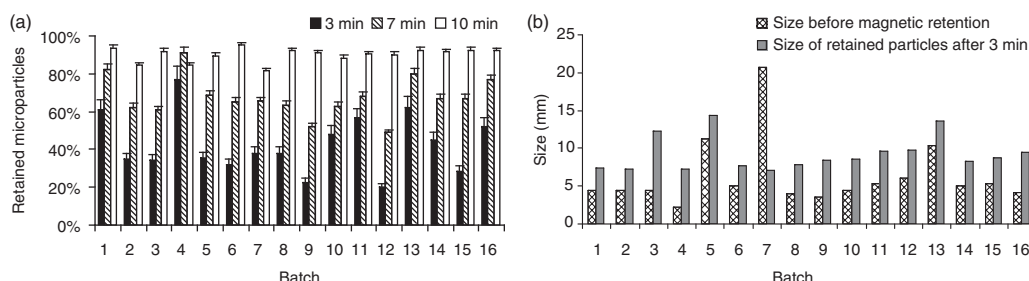 (a)
3 min 7 min 10 min
100%
80%
60%
40%
20%
0%
Retained microparticles
1 2 3 4 5 6 7 8 9 10 11 12 13 14 15 16
Batch
(b)
Size before magnetic retention
Size of retained particles after 3 min
25
20
15
10
5
0
Size (mm)
1 2 3 4 5 6 7 8 9 10 11 12 13 14 15 16
Batch